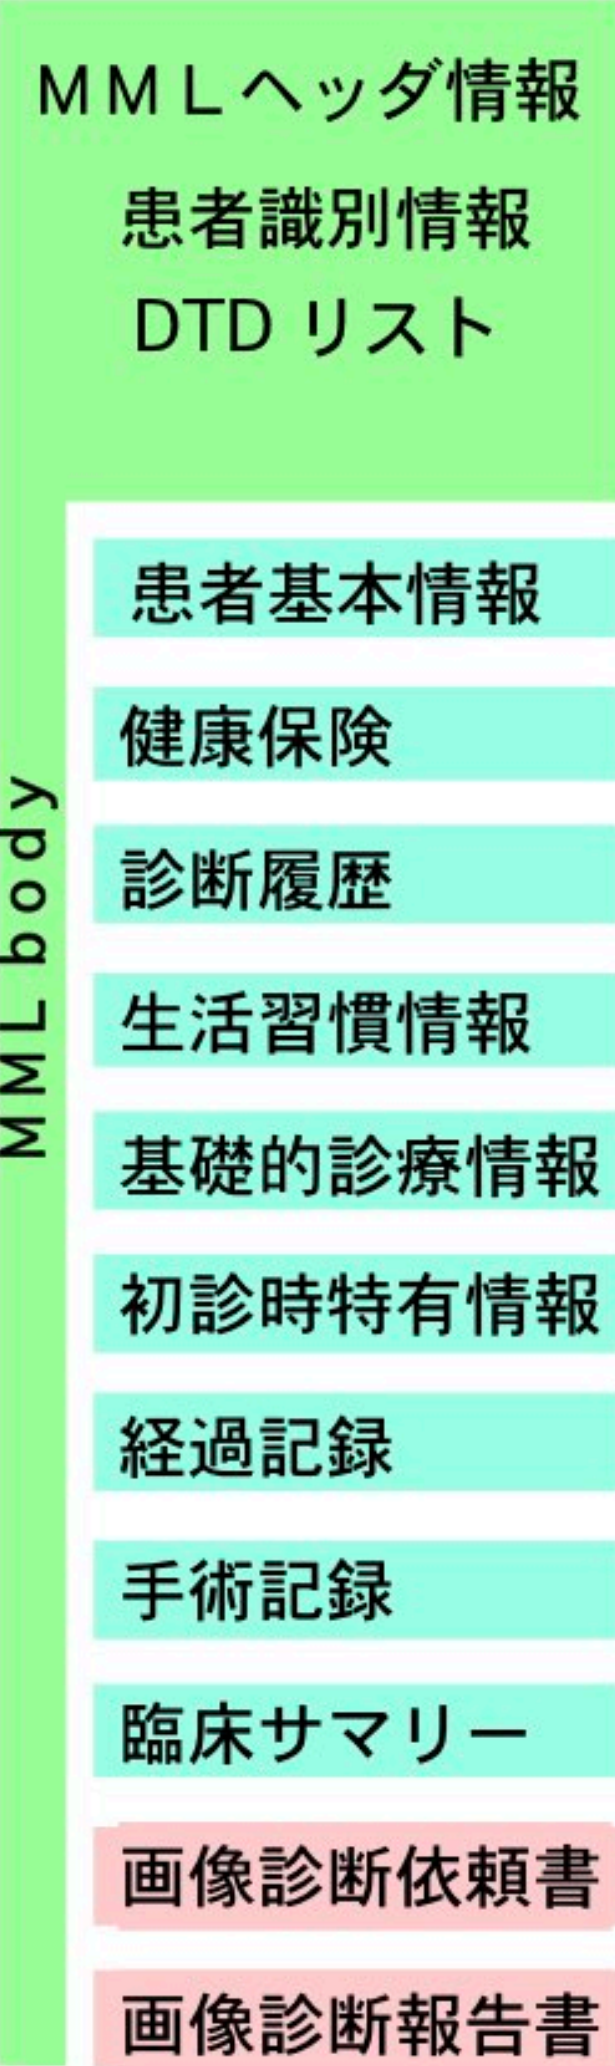 ＭＭＬヘッダ情報
患者識別情報
DTD リスト
MML body
患者基本情報
健康保険
診断履歴
生活習慣情報
基礎的診療情報
初診時特有情報
経過記録
手術記録
臨床サマリー
画像診断依頼書
画像診断報告書